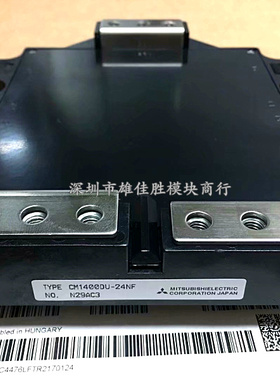 深圳市雄佳胜模块商行
TYPE CM1400DU-24NF
NO. N29AC3
MITSUBISHI ELECTRIC
CORPORATION JAPAN
bled in HUNGARY
C4476LFTR2170124